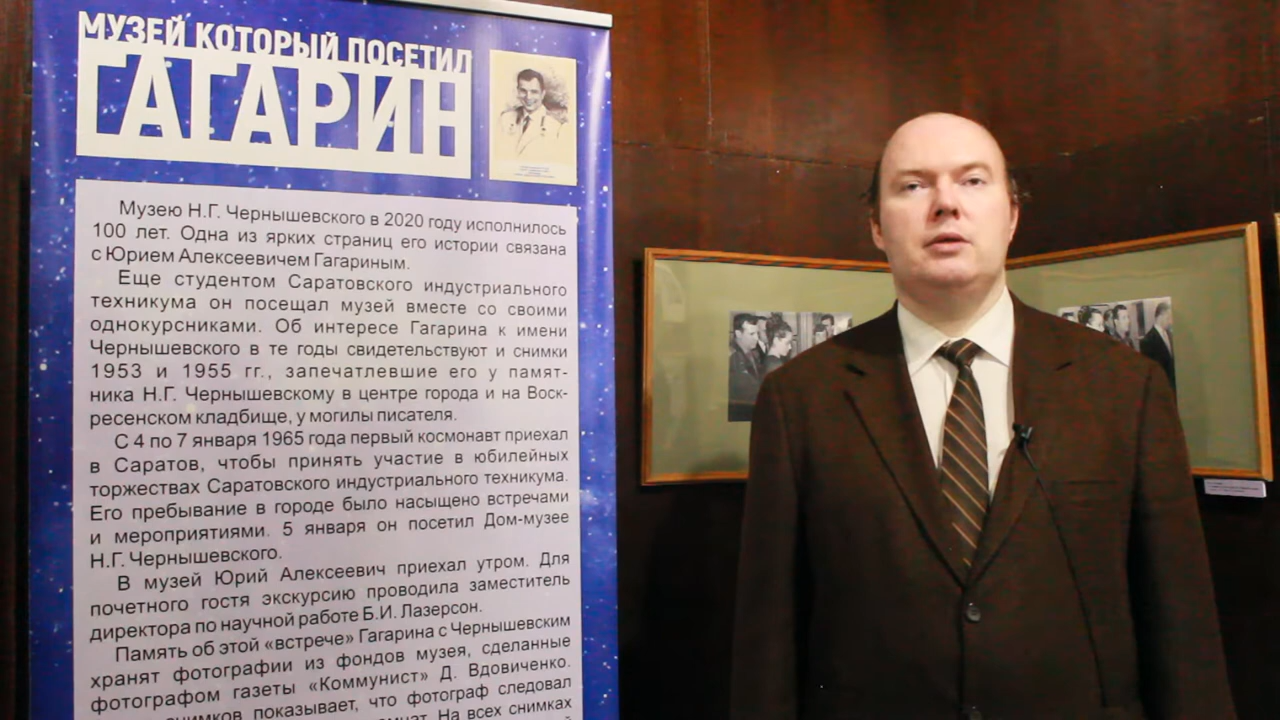 МУЗЕЙ КОТОРЫЙ ПОСЕТИЛ
ГАГАРИН
Музею Н.Г. Чернышевского в 2020 году исполнилось
100 лет. Одна из ярких страниц его истории связана
с Юрием Алексеевичем Гагариным.
Еще студентом Саратовского индустриального
техникума он посещал музей вместе со своими
однокурсниками. Об интересе Гагарина к имени
Чернышевского в те годы свидетельствуют и снимки
1953 и 1955 гг., запечатлевшие его у памят-
ника Н.Г. Чернышевскому в центре города и на Воск-
ресенском кладбище, у могилы писателя.
С 4 по 7 января 1965 года первый космонавт приехал
в Саратов, чтобы принять участие в юбилейных
торжествах Саратовского индустриального техникума.
Его пребывание в городе было насыщено встречами
и мероприятиями. 5 января он посетил Дом-музее
Н.Г. Чернышевского.
В музей Юрий Алексеевич приехал утром. Для
почетного гостя экскурсию проводила заместитель
директора по научной работе Б.И. Лазерсон.
Память об этой «встрече» Гагарина с Чернышевским
хранят фотографии из фондов музея, сделанные
фотографом газеты «Коммунист» Д. Вдовиченко.
снимков показывает, что фотограф следовал
На всех снимках